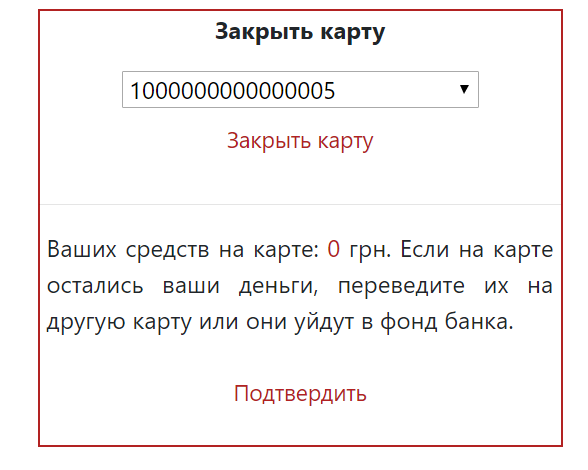 Закрыть карту
1000000000000005
Закрыть карту
Ваших средств на карте: 0 грн. Если на карте
остались ваши деньги, переведите их на
другую карту или они уйдут в фонд банка.
Подтвердить